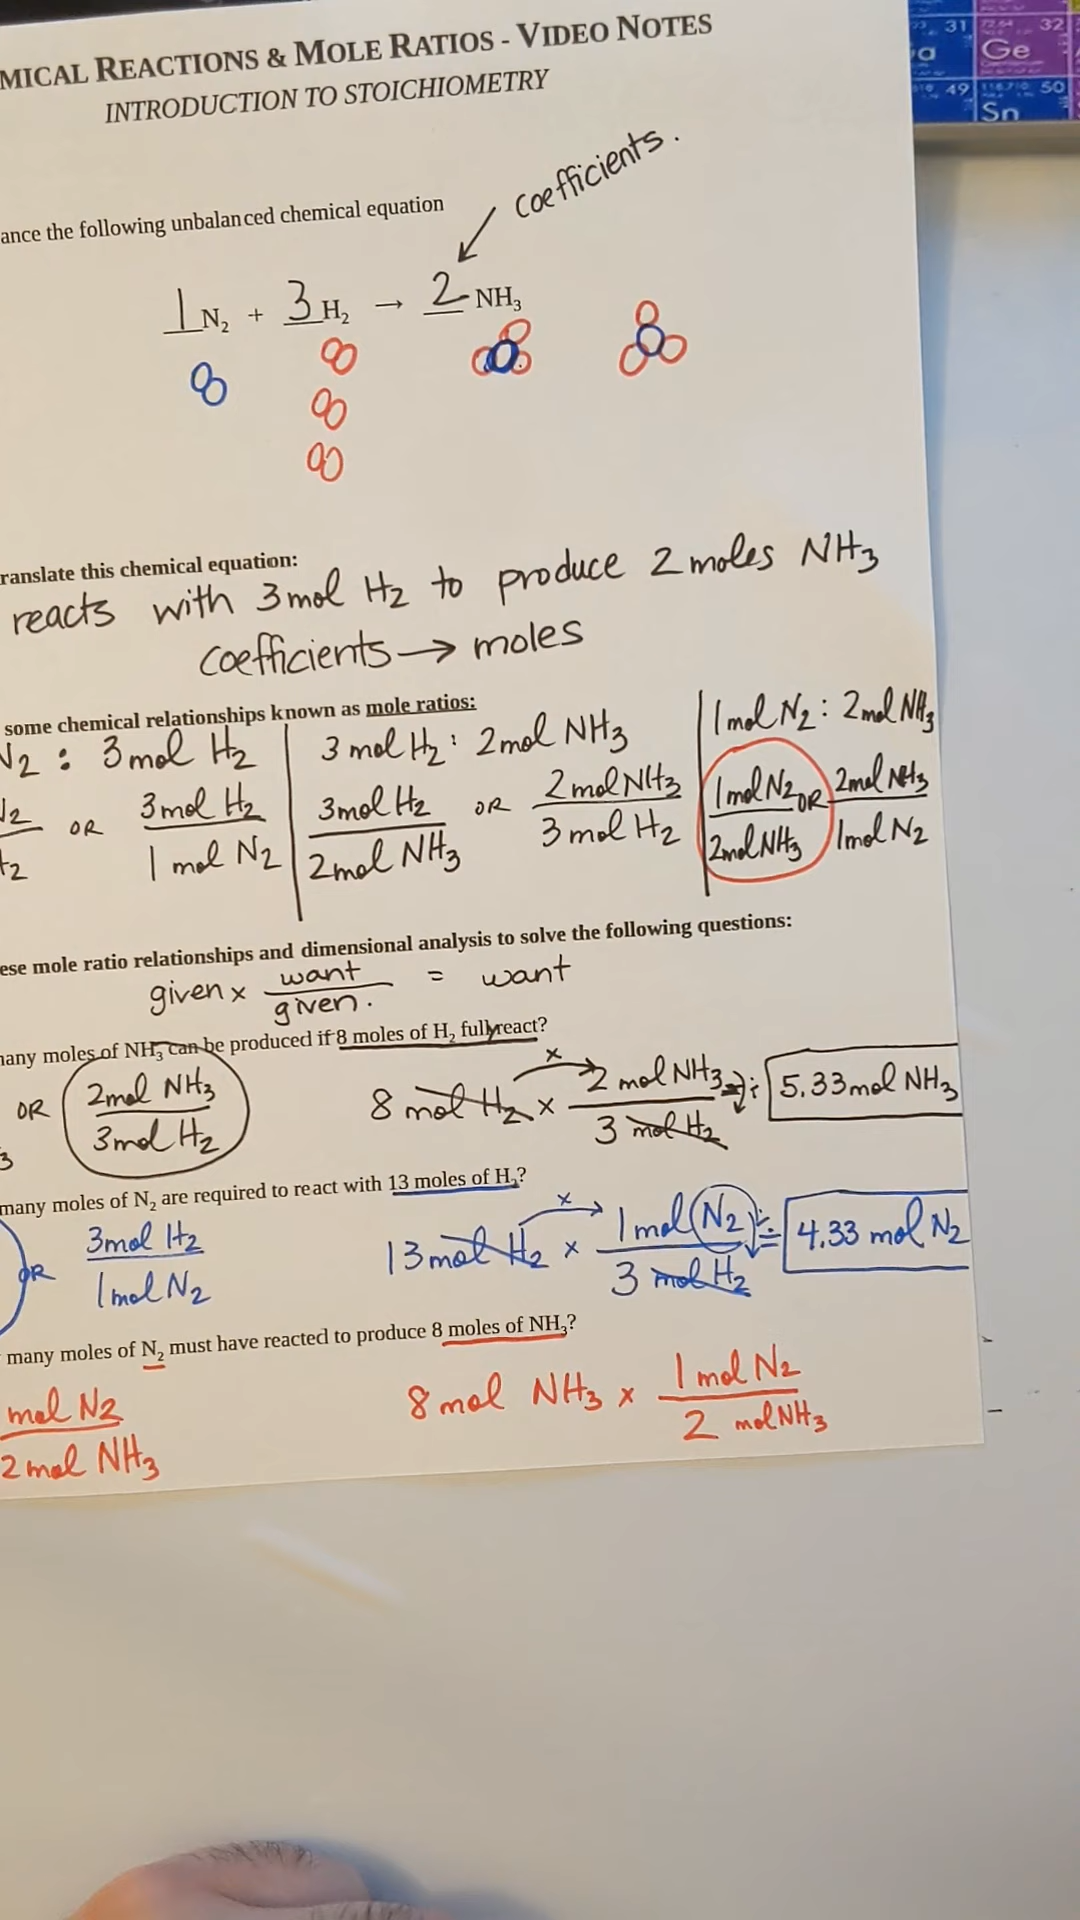 MICAL REACTIONS & MOLE RATIOS - VIDEO NOTES
INTRODUCTION TO STOICHIOMETRY
31 72.64 32
a Ge
49 50
Sn
coefficients.
ance the following unbalanced chemical equation
1 N₂ + 3 H₂ → 2 NH₃
ranslate this chemical equation:
reacts with 3 mol H₂ to produce 2 moles NH₃
coefficients → moles
some chemical relationships known as mole ratios:
N₂ : 3 mol H₂
N₂ OR 3 mol H₂
H₂ 1 mol N₂
3 mol H₂ : 2 mol NH₃
3 mol H₂ OR 2 mol NH₃
2 mol NH₃ 3 mol H₂
1 mol N₂ : 2 mol NH₃
1 mol N₂ OR 2 mol NH₃
2 mol NH₃ 1 mol N₂
ese mole ratio relationships and dimensional analysis to solve the following questions:
given x want = want
given.
many moles of NH₃ can be produced if 8 moles of H₂ fully react?
OR 2 mol NH₃
3 3 mol H₂
x
8 mol H₂ x 2 mol NH₃ ÷ 5.33 mol NH₃
3 mol H₂
many moles of N₂ are required to react with 13 moles of H₂?
OR 3 mol H₂
1 mol N₂
x
13 mol H₂ x 1 mol N₂ ÷ = 4.33 mol N₂
3 mol H₂
many moles of N₂ must have reacted to produce 8 moles of NH₃?
mol N₂
2 mol NH₃
8 mol NH₃ x 1 mol N₂
2 mol NH₃